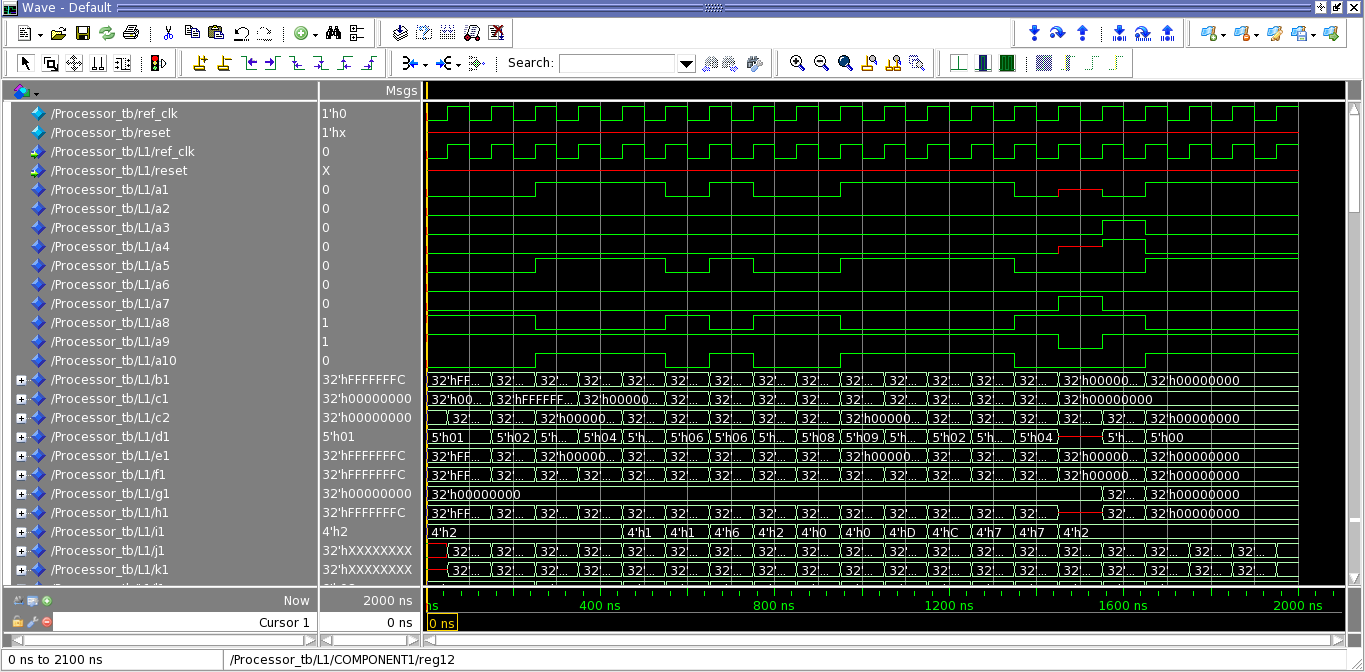 Wave - Default
Search:
Msgs
/Processor_tb/ref_clk 1'h0
/Processor_tb/reset 1'hx
/Processor_tb/L1/ref_clk 0
/Processor_tb/L1/reset X
/Processor_tb/L1/a1 0
/Processor_tb/L1/a2 0
/Processor_tb/L1/a3 0
/Processor_tb/L1/a4 0
/Processor_tb/L1/a5 0
/Processor_tb/L1/a6 0
/Processor_tb/L1/a7 0
/Processor_tb/L1/a8 1
/Processor_tb/L1/a9 1
/Processor_tb/L1/a10 0
/Processor_tb/L1/b1 32'hFFFFFFFC 32'hFF... 32'... 32'... 32'... 32'... 32'... 32'... 32'... 32'... 32'... 32'... 32'... 32'... 32'... 32'h00000... 32'h00000000
/Processor_tb/L1/c1 32'h00000000 32'h00... 32'hFFFFFF... 32'h00000... 32'... 32'... 32'... 32'... 32'... 32'... 32'... 32'... 32'... 32'... 32'h00000000
/Processor_tb/L1/c2 32'h00000000 32'... 32'... 32'h00000... 32'... 32'... 32'... 32'... 32'... 32'h00000... 32'... 32'... 32'... 32'... 32'... 32'h00000000
/Processor_tb/L1/d1 5'h01 5'h01 5'h02 5'h... 5'h04 5'h... 5'h06 5'h06 5'h... 5'h08 5'h09 5'h... 5'h02 5'h... 5'h04 5'h... 5'h00
/Processor_tb/L1/e1 32'hFFFFFFFC 32'hFF... 32'... 32'h00000... 32'... 32'... 32'... 32'... 32'... 32'h00000... 32'... 32'... 32'... 32'h00000... 32'h00000000
/Processor_tb/L1/f1 32'hFFFFFFFC 32'hFF... 32'... 32'... 32'... 32'... 32'... 32'... 32'... 32'... 32'... 32'... 32'... 32'... 32'... 32'h00000... 32'h00000000
/Processor_tb/L1/g1 32'h00000000 32'h00000000 32'... 32'h00000000
/Processor_tb/L1/h1 32'hFFFFFFFC 32'hFF... 32'... 32'... 32'... 32'... 32'... 32'... 32'... 32'... 32'... 32'... 32'... 32'... 32'... 32'... 32'h00000000
/Processor_tb/L1/i1 4'h2 4'h2 4'h1 4'h1 4'h6 4'h2 4'h0 4'h0 4'hD 4'hC 4'h7 4'h7 4'h2
/Processor_tb/L1/j1 32'hXXXXXXXX 32'... 32'... 32'... 32'... 32'... 32'... 32'... 32'... 32'... 32'... 32'... 32'... 32'... 32'... 32'... 32'... 32'... 32'... 32'...
/Processor_tb/L1/k1 32'hXXXXXXXX 32'... 32'... 32'... 32'... 32'... 32'... 32'... 32'... 32'... 32'... 32'... 32'... 32'... 32'... 32'... 32'... 32'... 32'... 32'...
Now 2000 ns ns 400 ns 800 ns 1200 ns 1600 ns 2000 ns
Cursor 1 0 ns 0 ns
0 ns to 2100 ns /Processor_tb/L1/COMPONENT1/reg12